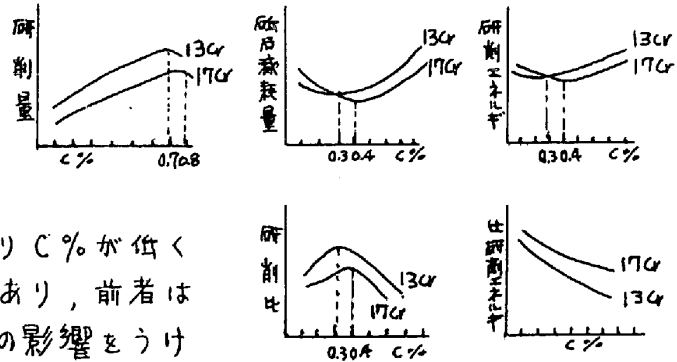 研削量
13Cr
17Cr
0.7 0.8
C%
砥石減耗量
13Cr
17Cr
0.3 0.4 C%
研削エネルギ
13Cr
17Cr
0.3 0.4 C%
り C%が低く
あり,前者は
の影響をうけ
研削比
13Cr
17Cr
0.3 0.4 C%
比研削エネルギ
17Cr
13Cr
C%